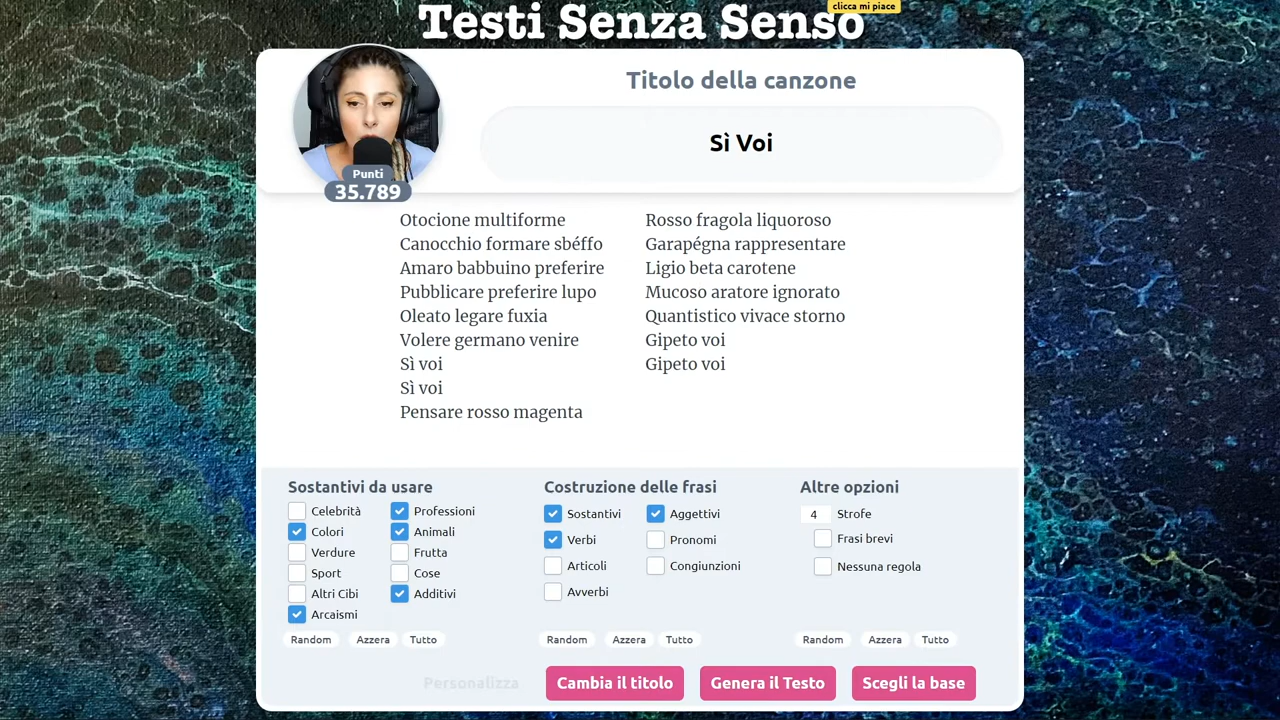 clicca mi piace
Testi Senza Senso
Titolo della canzone
Sì Voi
Punti
35.789
Otocione multiforme
Canocchio formare sbéffo
Amaro babbuino preferire
Pubblicare preferire lupo
Oleato legare fuxia
Volere germano venire
Sì voi
Sì voi
Pensare rosso magenta
Rosso fragola liquoroso
Garapégna rappresentare
Ligio beta carotene
Mucoso aratore ignorato
Quantistico vivace storno
Gipeto voi
Gipeto voi
Sostantivi da usare
Celebrità
Professioni
Colori
Animali
Verdure
Frutta
Sport
Cose
Altri Cibi
Additivi
Arcaismi
Random Azzera Tutto
Costruzione delle frasi
Sostantivi
Aggettivi
Verbi
Pronomi
Articoli
Congiunzioni
Avverbi
Random Azzera Tutto
Altre opzioni
4 Strofe
Frasi brevi
Nessuna regola
Random Azzera Tutto
Personalizza
Cambia il titolo
Genera il Testo
Scegli la base